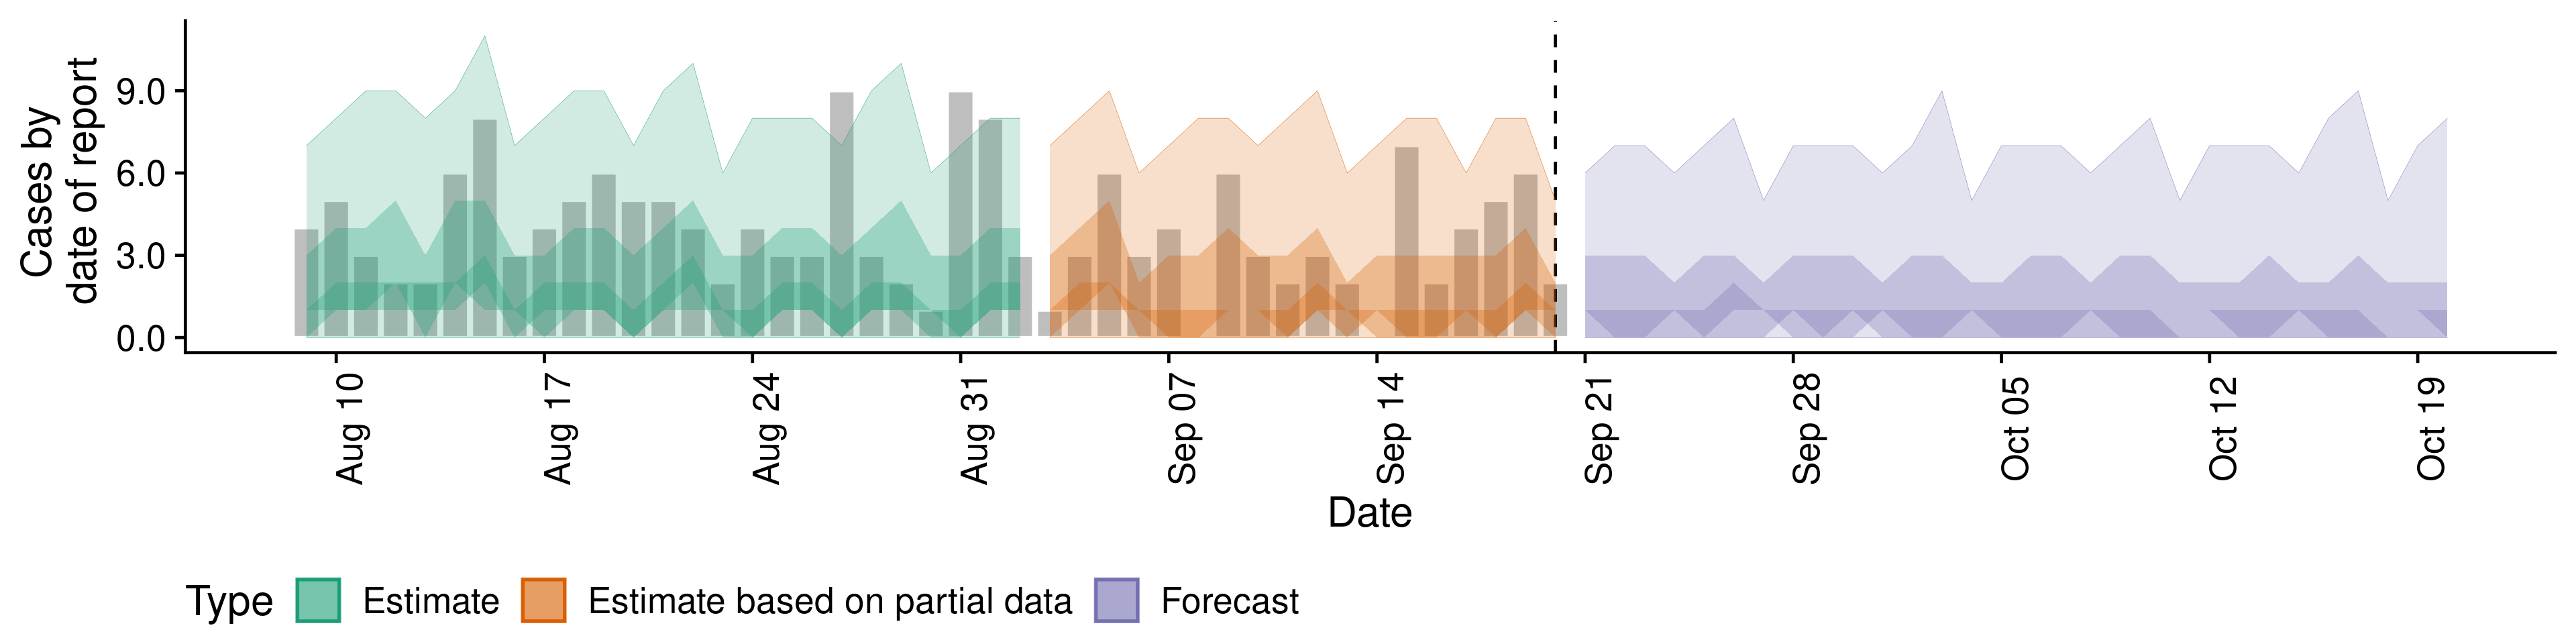 Cases by
date of report
9.0
6.0
3.0
0.0
Aug 10
Aug 17
Aug 24
Aug 31
Sep 07
Sep 14
Sep 21
Sep 28
Oct 05
Oct 12
Oct 19
Date
Type Estimate Estimate based on partial data Forecast